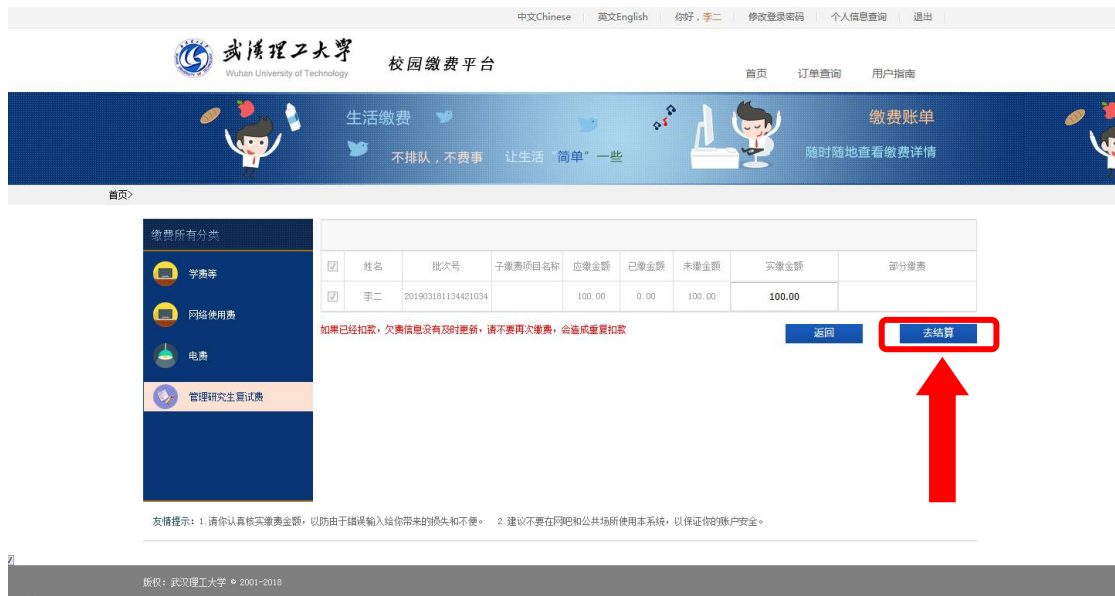 中文Chinese 英文English 你好，李二 修改登录密码 个人信息查询 退出
武汉理工大学
Wuhan University of Technology
校园缴费平台
首页 订单查询 用户指南
生活缴费
不排队，不费事 让生活“简单”一些
缴费账单
随时随地查看缴费详情
首页>
缴费所有分类
学费等
网络使用费
电费
管理研究生复试费
姓名 批次号 子缴费项目名称 应缴金额 已缴金额 未缴金额 实缴金额 部分缴费
李二 201903181134421034 100.00 0.00 100.00 100.00
如果已经扣款，欠费信息没有及时更新，请不要再次缴费，会造成重复扣款
返回 去结算
友情提示：1.请你认真核实缴费金额，以防由于错误输入给你带来的损失和不便。 2.建议不要在网吧和公共场所使用本系统，以保证你的账户安全。
版权：武汉理工大学 © 2001-2018